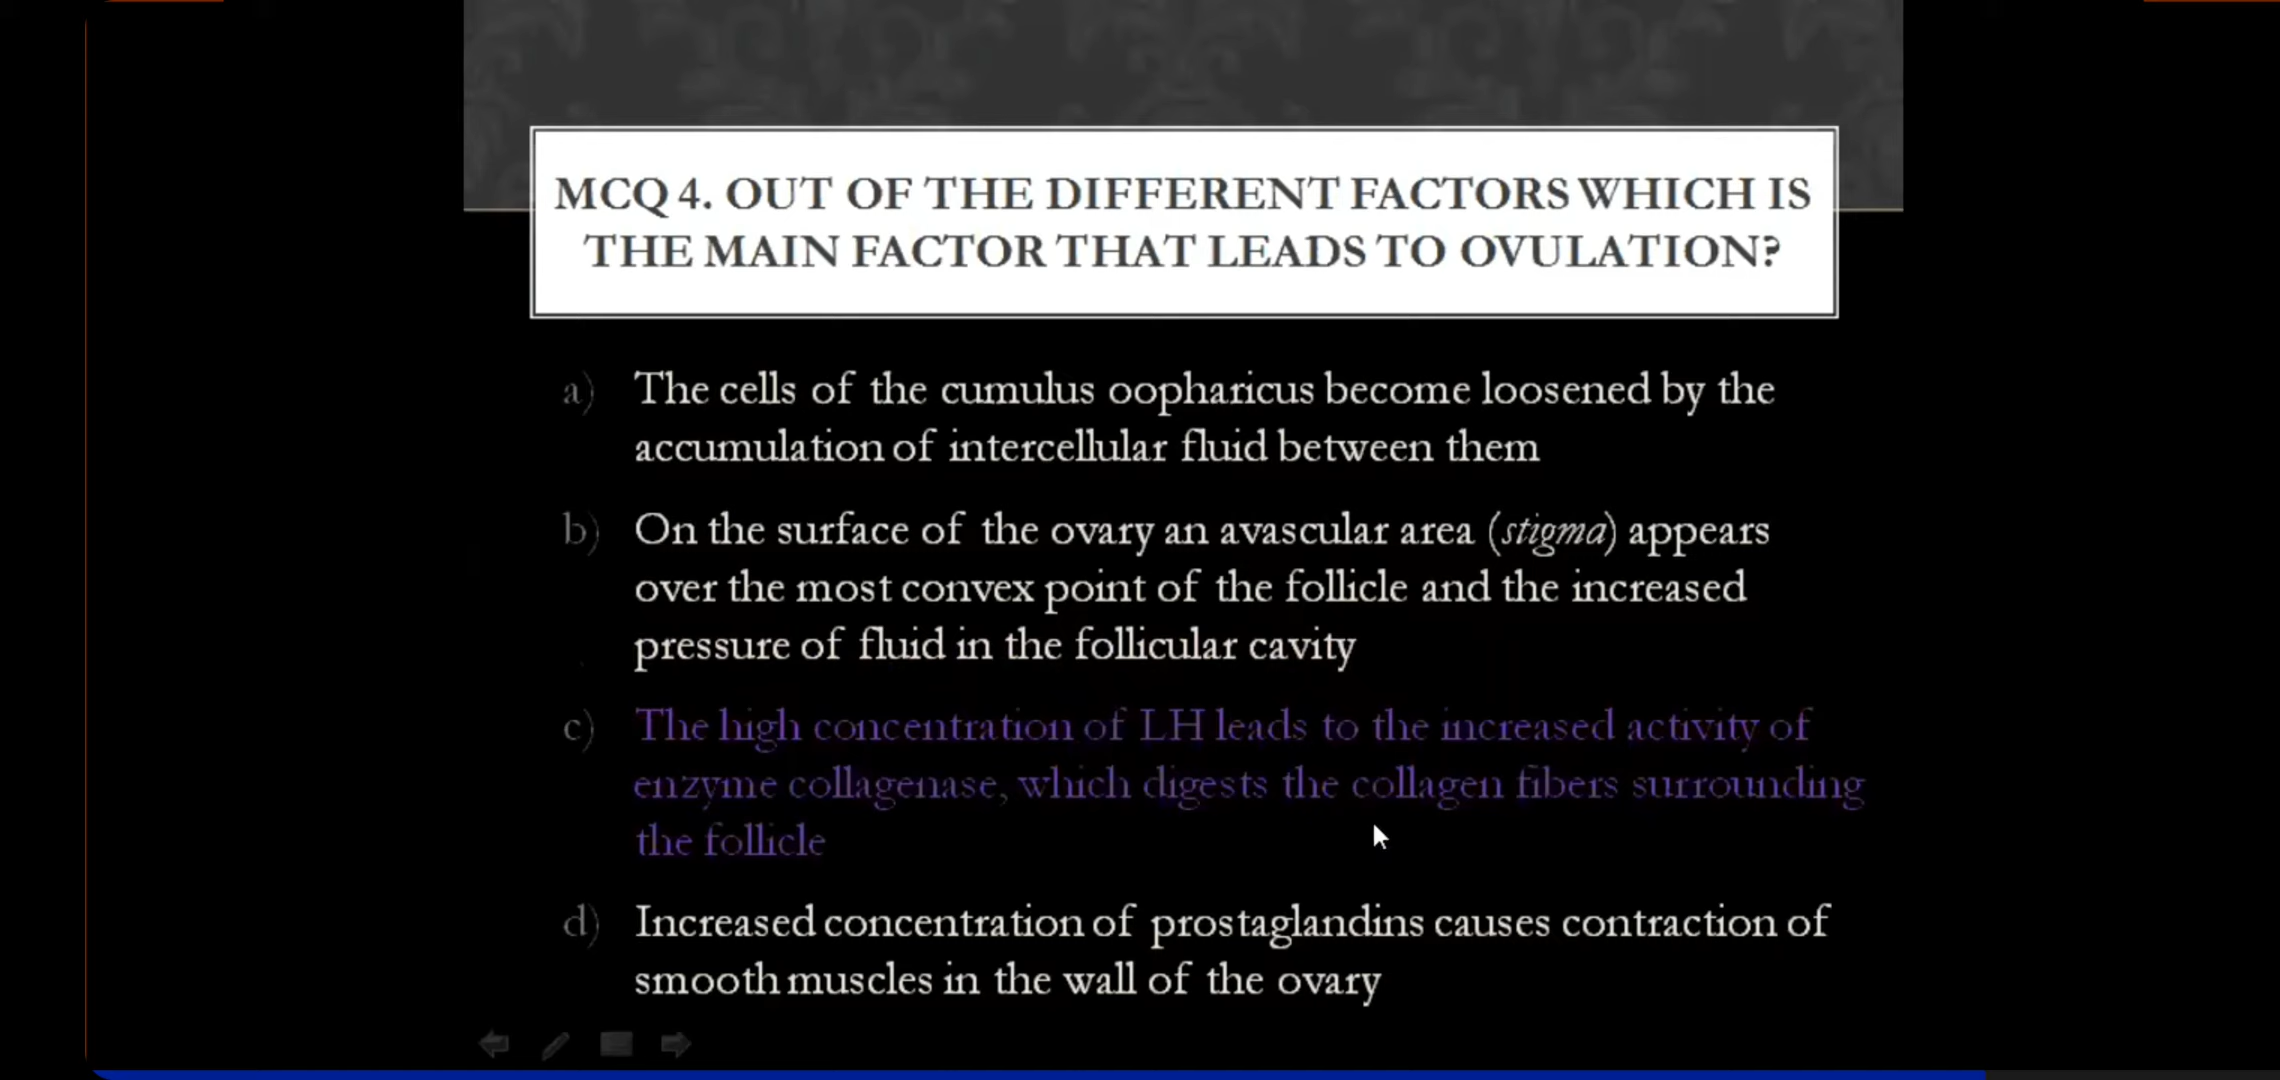 MCQ 4. OUT OF THE DIFFERENT FACTORS WHICH IS
THE MAIN FACTOR THAT LEADS TO OVULATION?
a) The cells of the cumulus oopharicus become loosened by the
accumulation of intercellular fluid between them
b) On the surface of the ovary an avascular area (stigma) appears
over the most convex point of the follicle and the increased
pressure of fluid in the follicular cavity
c) The high concentration of LH leads to the increased activity of
enzyme collagenase, which digests the collagen fibers surrounding
the follicle
d) Increased concentration of prostaglandins causes contraction of
smooth muscles in the wall of the ovary